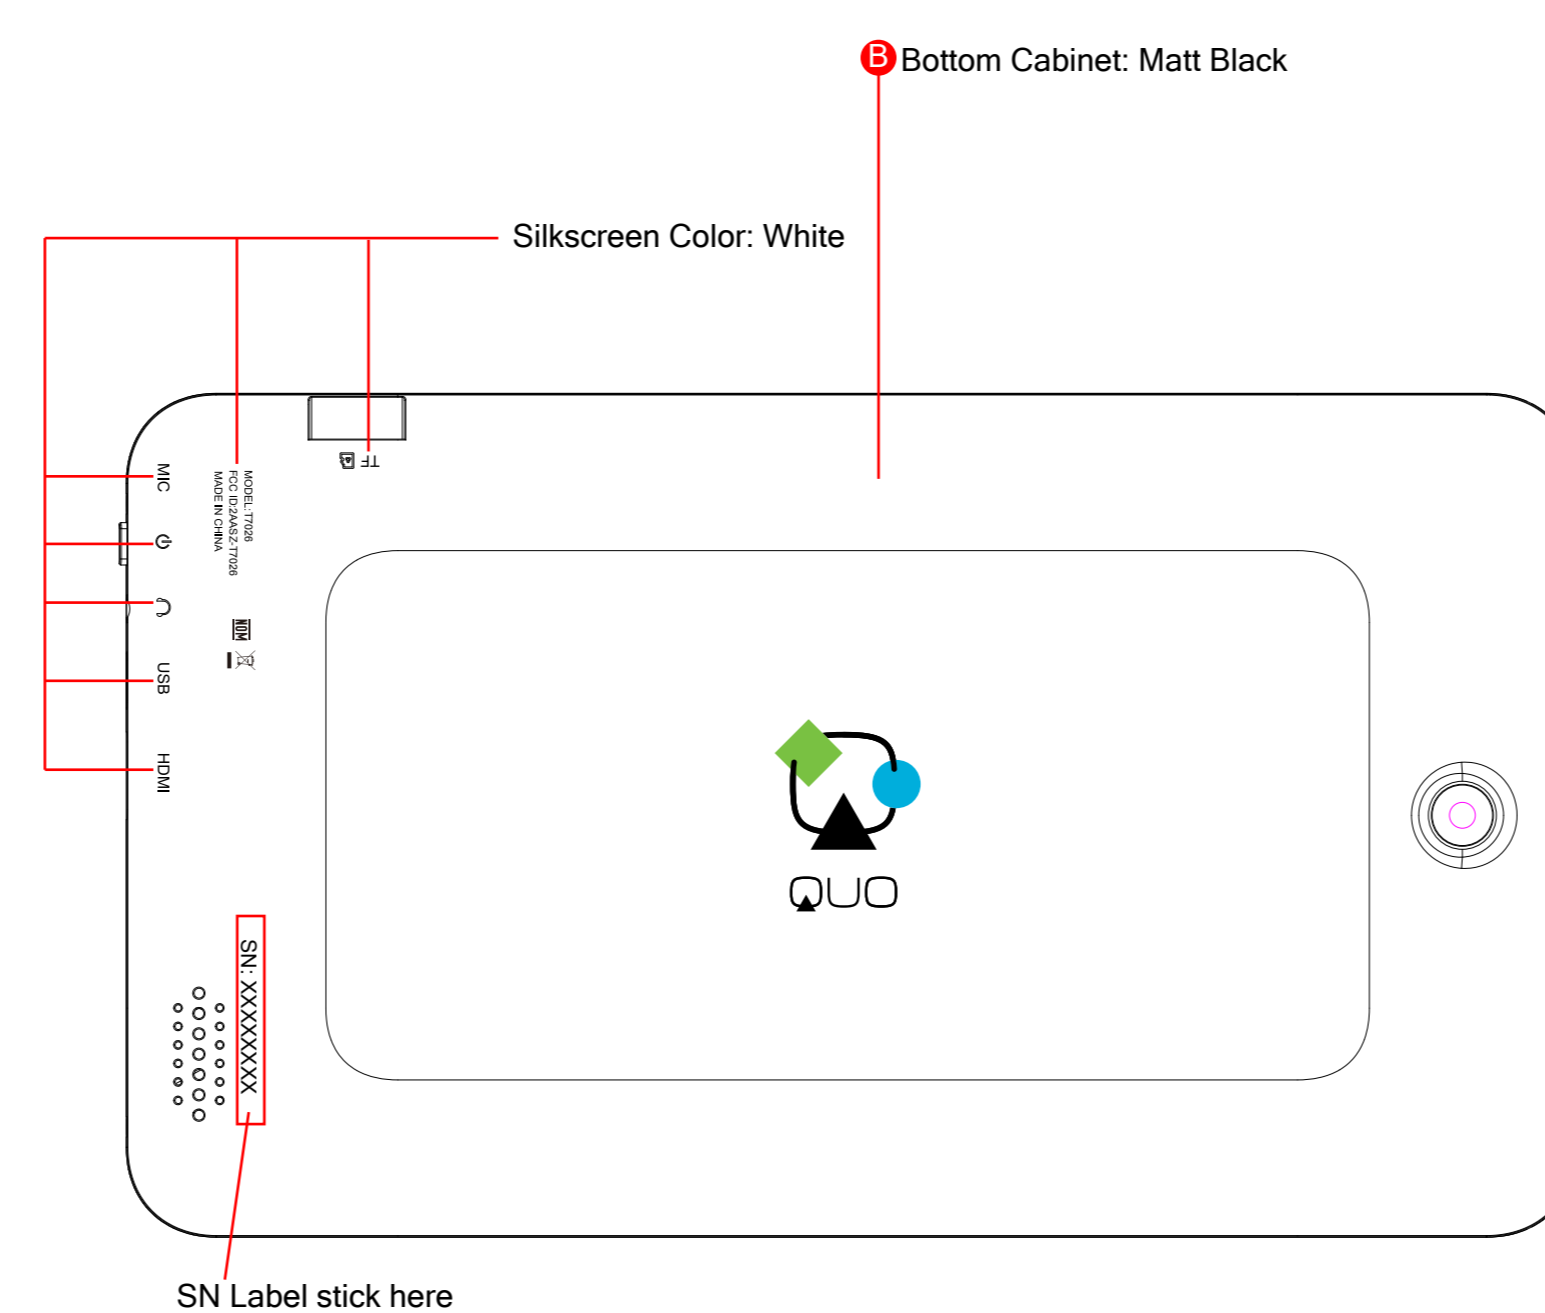 B Bottom Cabinet: Matt Black
Silkscreen Color: White
TF
MIC
MODEL: T7026
FCC ID:2AASZ-T7026
MADE IN CHINA
NOM
USB
HDMI
QUO
SN: XXXXXXXX
SN Label stick here